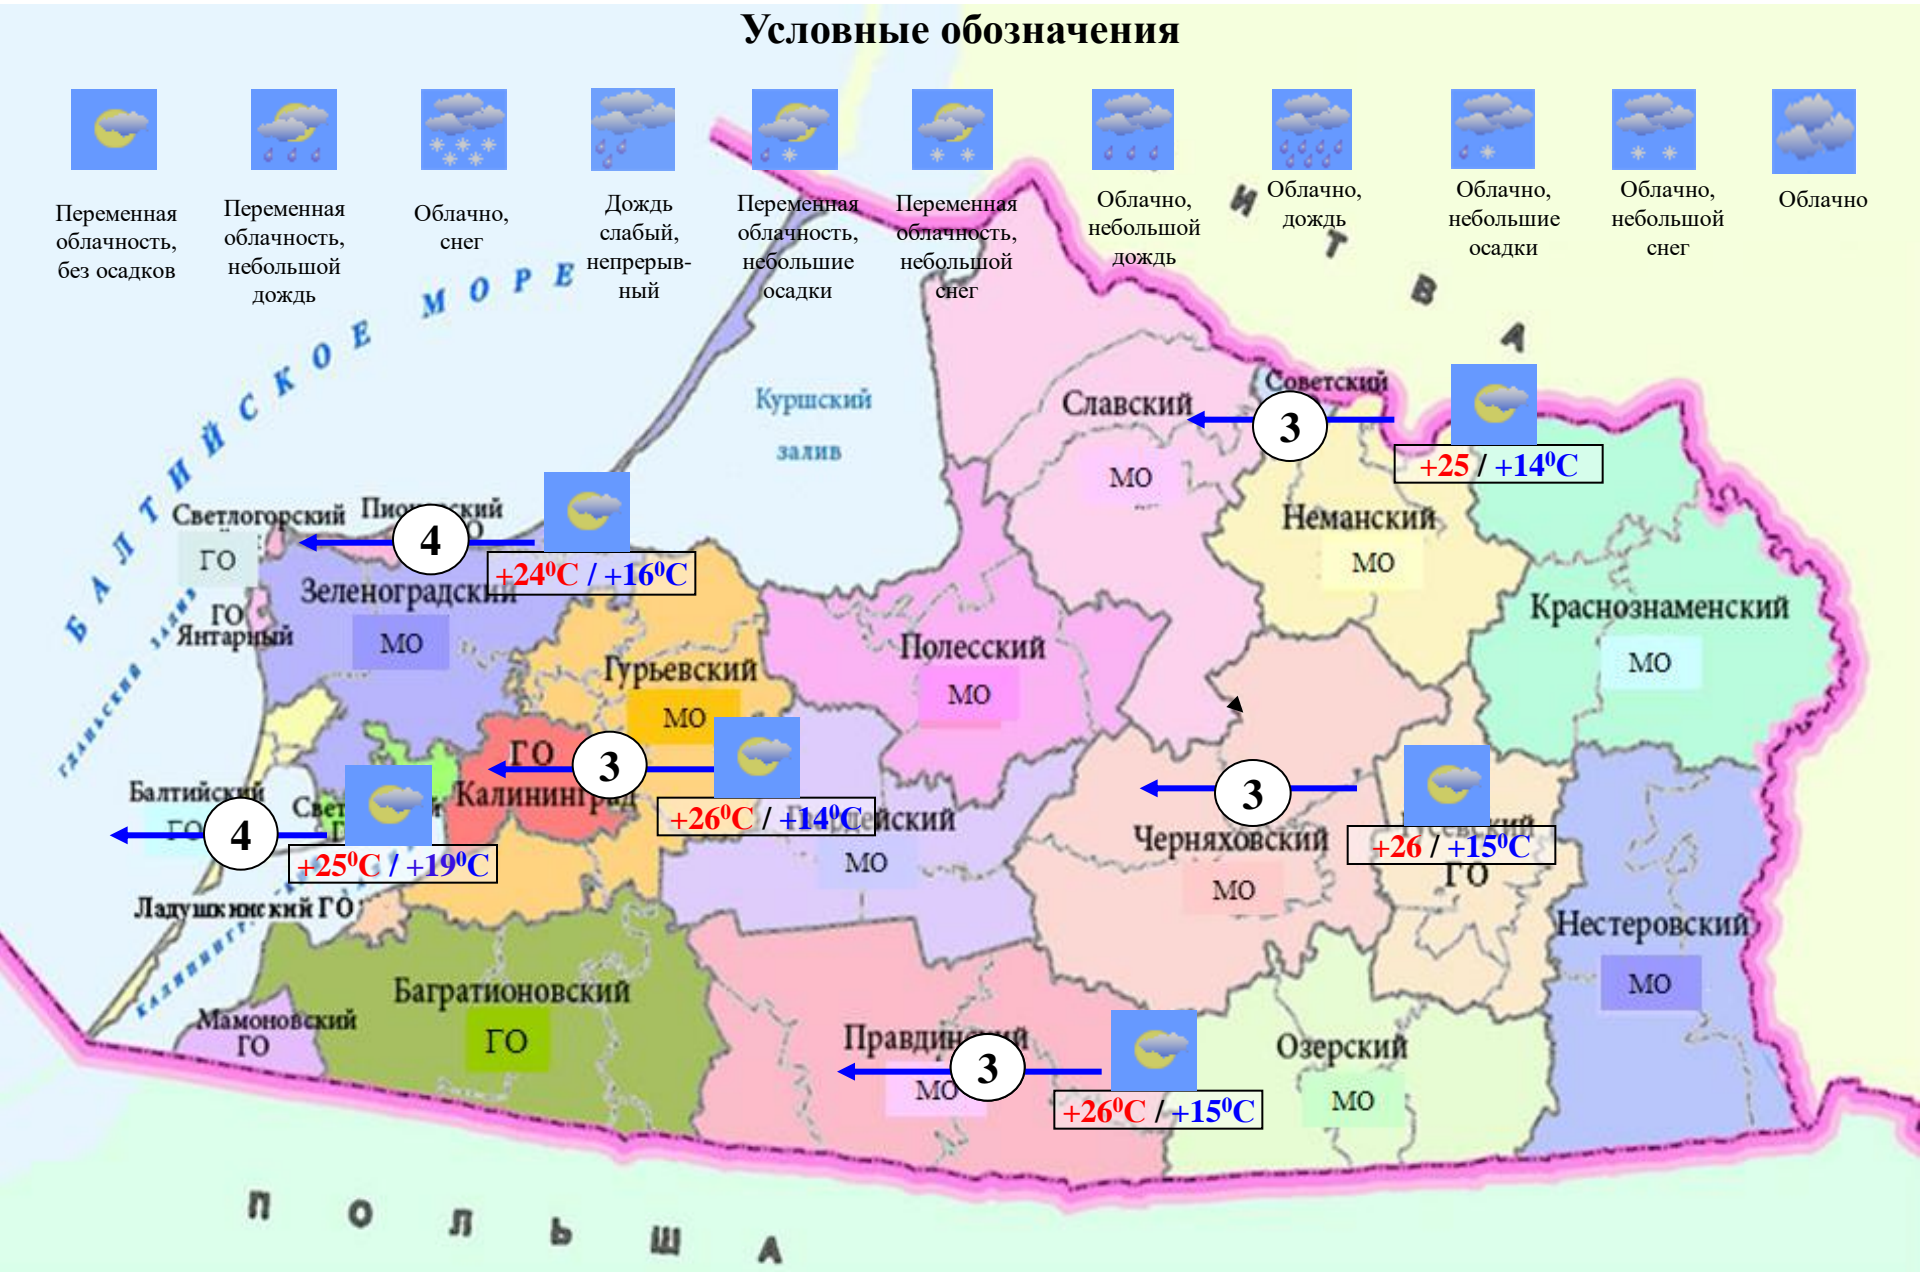 Условные обозначения
Переменная
облачность,
без осадков
Переменная
облачность,
небольшой
дождь
Облачно,
снег
Дождь
слабый,
непрерыв-
ный
Переменная
облачность,
небольшие
осадки
Переменная
облачность,
небольшой
снег
Облачно,
небольшой
дождь
Облачно,
дождь
Облачно,
небольшие
осадки
Облачно,
небольшой
снег
Облачно
БАЛТИЙСКОЕ МОРЕ
ИТВА
Куршский
залив
Советский
Славский
МО
3
+25 / +14⁰С
Светлогорский
ГО
Пионерский
4
+24⁰С / +16⁰С
Неманский
МО
Зеленоградский
МО
ГО
Янтарный
Краснознаменский
МО
Полесский
МО
Гурьевский
МО
ГДАНЬСКИЙ ЗАЛИВ
ГО
Калининград
3
+26⁰С / +14⁰С
Балтийский
ГО
4
+25⁰С / +19⁰С
МО
3
Черняховский
МО
+26 / +15⁰С
ГО
Ладушкинский ГО
Нестеровский
МО
Багратионовский
ГО
Мамоновский
ГО
Правдинский
МО
3
+26⁰С / +15⁰С
Озерский
МО
ПОЛЬША